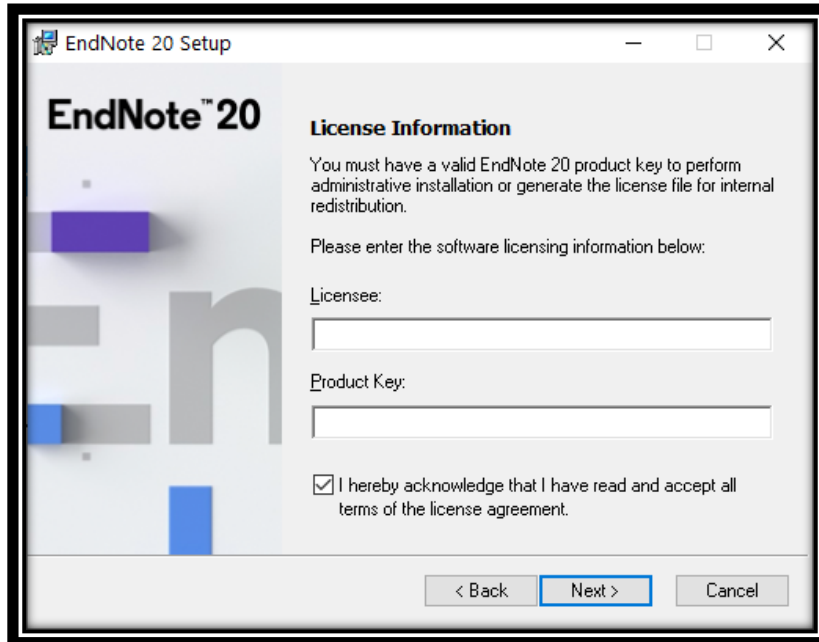 EndNote 20 Setup
EndNote™ 20
License Information
You must have a valid EndNote 20 product key to perform
administrative installation or generate the license file for internal
redistribution.
Please enter the software licensing information below:
Licensee:
Product Key:
I hereby acknowledge that I have read and accept all
terms of the license agreement.
< Back Next > Cancel